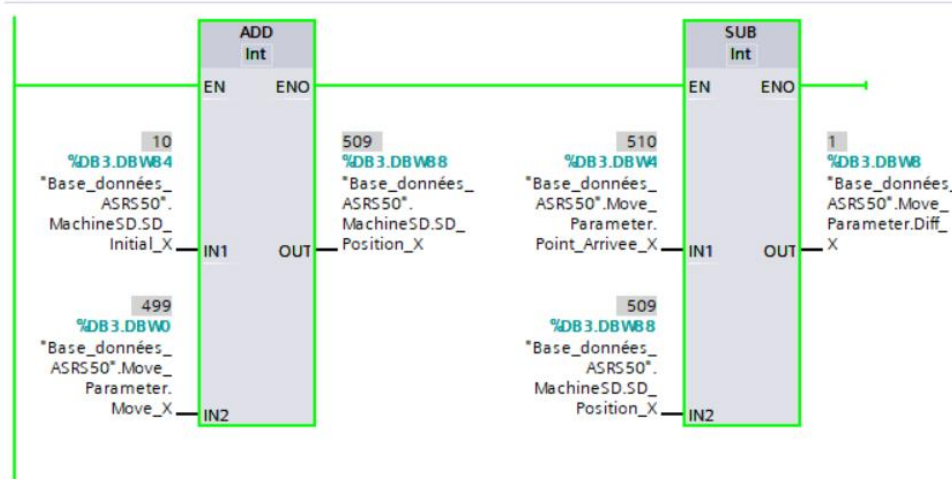 ADD
Int
EN
ENO
10
%DB3.DBW84
"Base_données_
ASRS50".
MachineSD.SD_
Initial_X
IN1
499
%DB3.DBW0
"Base_données_
ASRS50".Move_
Parameter.
Move_X
IN2
509
%DB3.DBW88
"Base_données_
ASRS50".
MachineSD.SD_
Position_X
OUT
SUB
Int
EN
ENO
510
%DB3.DBW4
"Base_données_
ASRS50".Move_
Parameter.
Point_Arrivee_X
IN1
509
%DB3.DBW88
"Base_données_
ASRS50".
MachineSD.SD_
Position_X
IN2
1
%DB3.DBW8
"Base_données_
ASRS50".Move_
Parameter.Diff_
X
OUT